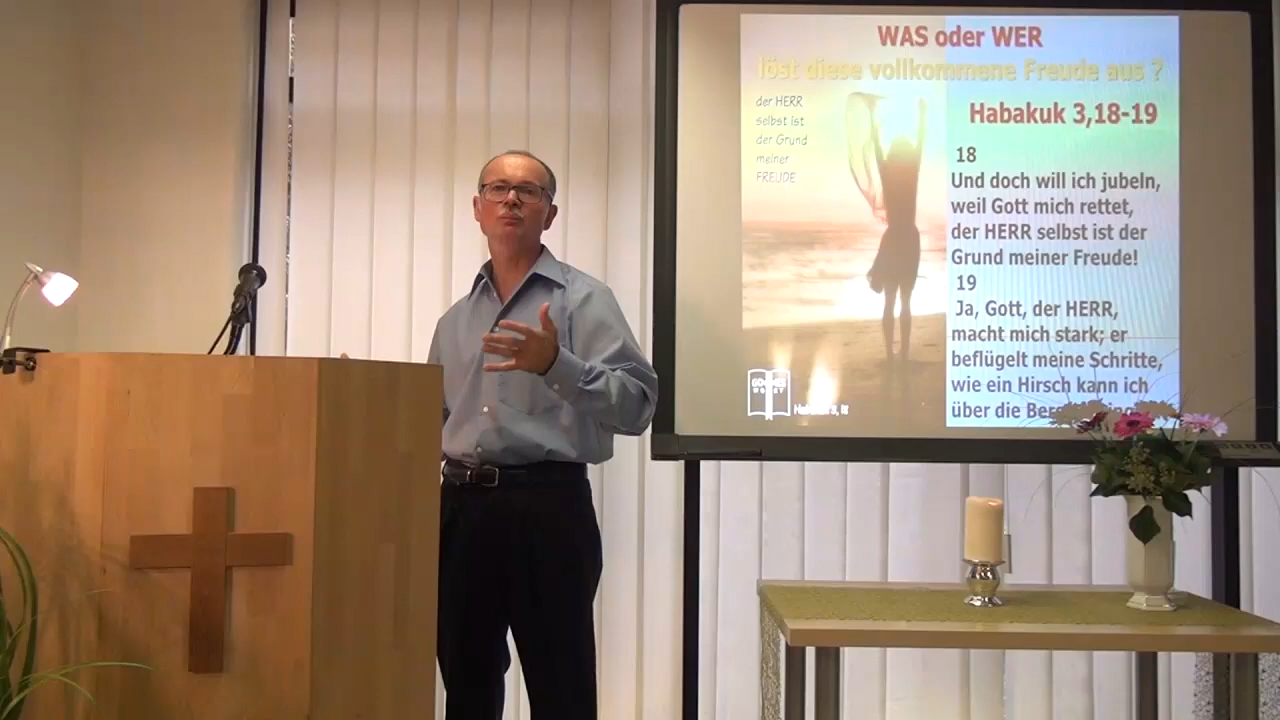 WAS oder WER
löst diese vollkommene Freude aus ?
der HERR
selbst ist
der Grund
meiner
FREUDE
Habakuk 3,18-19
18
Und doch will ich jubeln,
weil Gott mich rettet,
der HERR selbst ist der
Grund meiner Freude!
19
Ja, Gott, der HERR,
macht mich stark; er
beflügelt meine Schritte,
wie ein Hirsch kann ich
über die